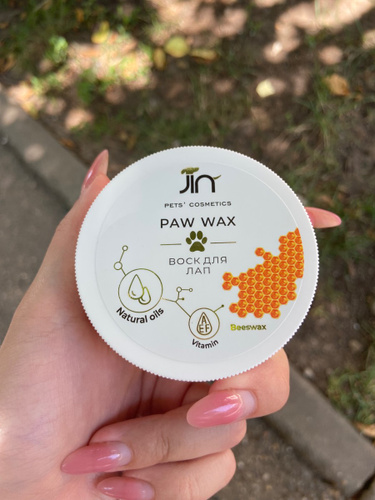 Jin
PETS' COSMETICS
PAW WAX
ВОСК ДЛЯ
ЛАП
Natural oils
A E F
Vitamin
Beeswax